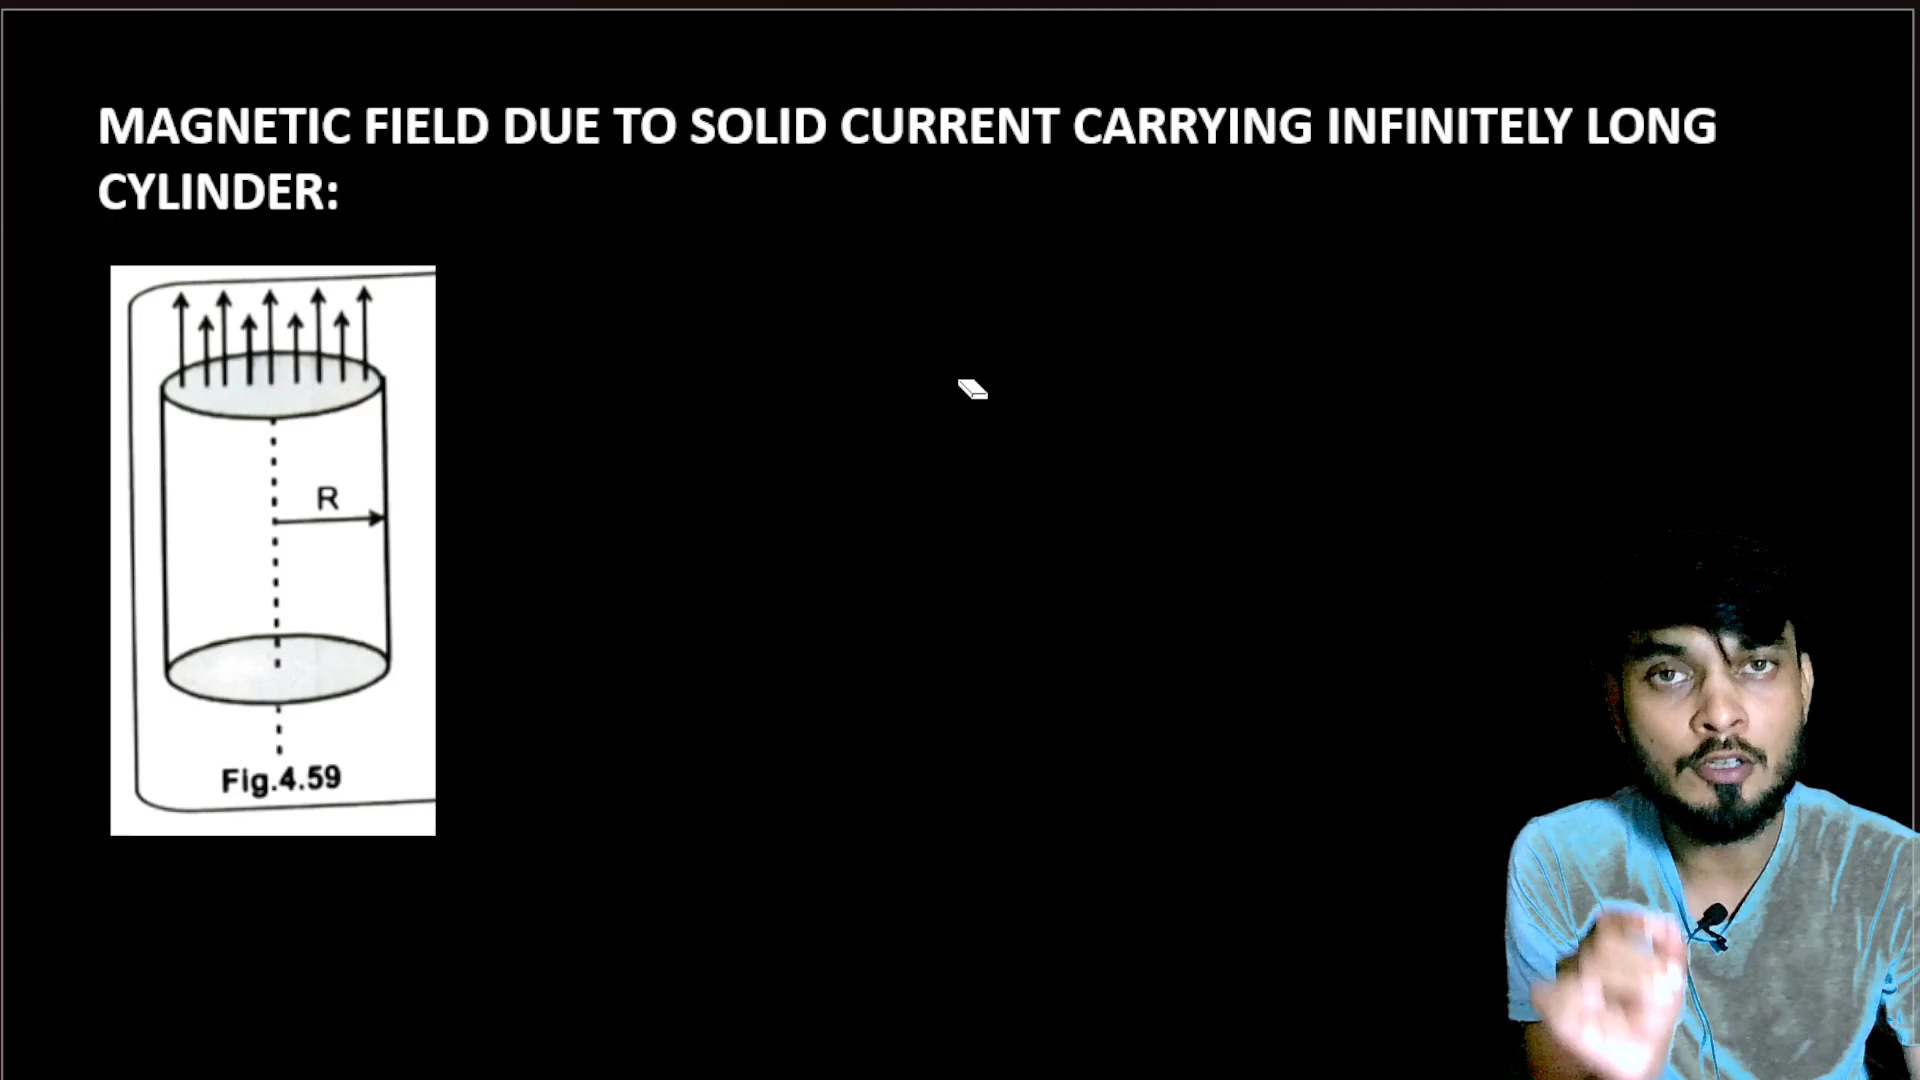 MAGNETIC FIELD DUE TO SOLID CURRENT CARRYING INFINITELY LONG
CYLINDER:
R
Fig.4.59